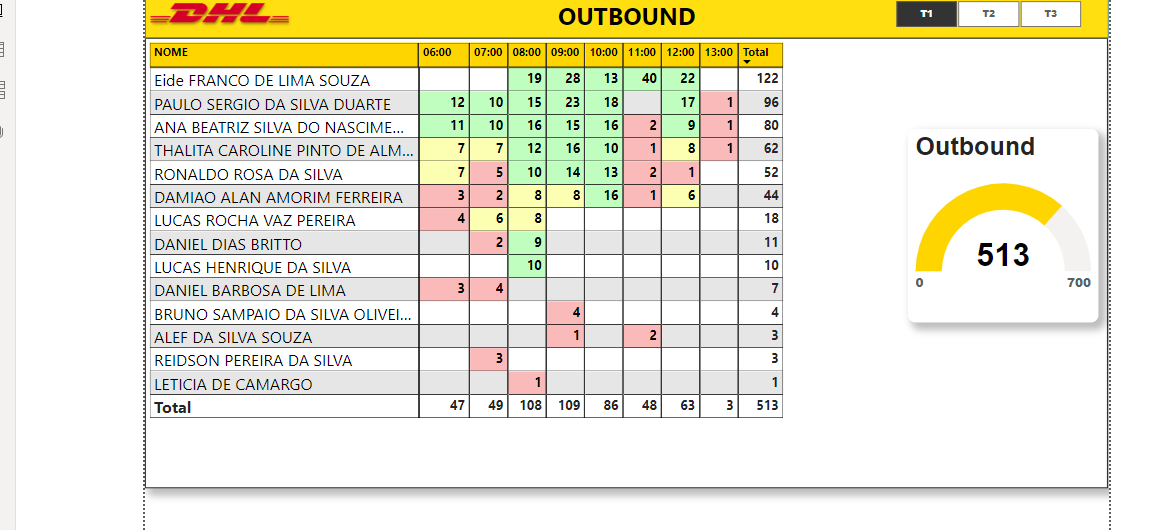 DHL OUTBOUND T1 T2 T3
NOME 06:00 07:00 08:00 09:00 10:00 11:00 12:00 13:00 Total
Eide FRANCO DE LIMA SOUZA 19 28 13 40 22 122
PAULO SERGIO DA SILVA DUARTE 12 10 15 23 18 17 1 96
ANA BEATRIZ SILVA DO NASCIME... 11 10 16 15 16 2 9 1 80
THALITA CAROLINE PINTO DE ALM... 7 7 12 16 10 1 8 1 62
RONALDO ROSA DA SILVA 7 5 10 14 13 2 1 52
DAMIAO ALAN AMORIM FERREIRA 3 2 8 8 16 1 6 44
LUCAS ROCHA VAZ PEREIRA 4 6 8 18
DANIEL DIAS BRITTO 2 9 11
LUCAS HENRIQUE DA SILVA 10 10
DANIEL BARBOSA DE LIMA 3 4 7
BRUNO SAMPAIO DA SILVA OLIVEI... 4 4
ALEF DA SILVA SOUZA 1 2 3
REIDSON PEREIRA DA SILVA 3 3
LETICIA DE CAMARGO 1 1
Total 47 49 108 109 86 48 63 3 513
Outbound
513
0 700